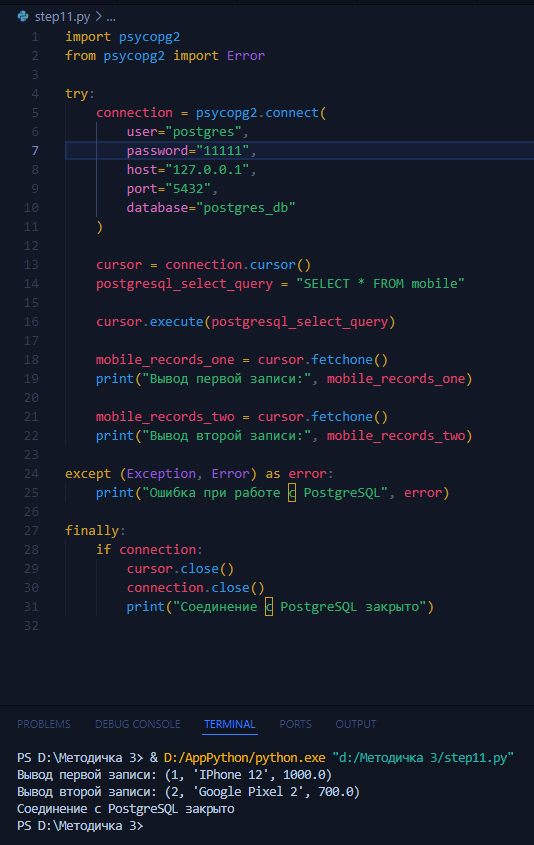 step11.py > ...
1 import psycopg2
2 from psycopg2 import Error
3
4 try:
5 connection = psycopg2.connect(
6 user="postgres",
7 password="11111",
8 host="127.0.0.1",
9 port="5432",
10 database="postgres_db"
11 )
12
13 cursor = connection.cursor()
14 postgresql_select_query = "SELECT * FROM mobile"
15
16 cursor.execute(postgresql_select_query)
17
18 mobile_records_one = cursor.fetchone()
19 print("Вывод первой записи:", mobile_records_one)
20
21 mobile_records_two = cursor.fetchone()
22 print("Вывод второй записи:", mobile_records_two)
23
24 except (Exception, Error) as error:
25 print("Ошибка при работе с PostgreSQL", error)
26
27 finally:
28 if connection:
29 cursor.close()
30 connection.close()
31 print("Соединение с PostgreSQL закрыто")
32
PROBLEMS DEBUG CONSOLE TERMINAL PORTS OUTPUT
PS D:\Методичка 3> & D:/AppPython/python.exe "d:/Методичка 3/step11.py"
Вывод первой записи: (1, 'IPhone 12', 1000.0)
Вывод второй записи: (2, 'Google Pixel 2', 700.0)
Соединение с PostgreSQL закрыто
PS D:\Методичка 3>